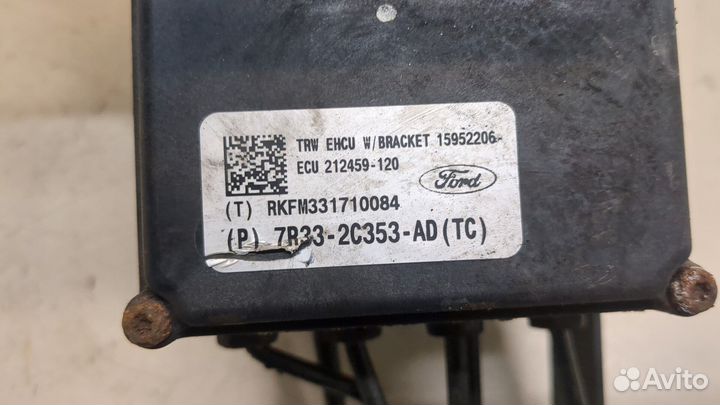 TRW EHCU W/BRACKET 15952206-
ECU 212459-120
Ford
(T) RKFM331710084
(P) 7R33-2C353-AD(TC)
Avito